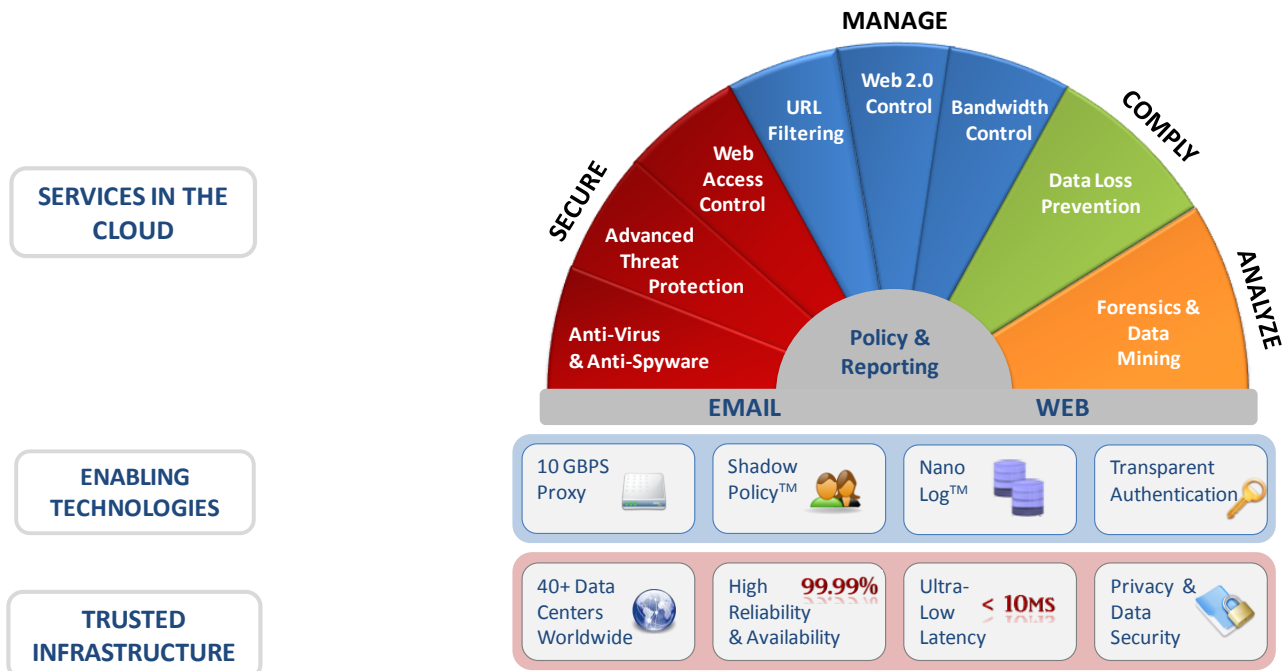 MANAGE
COMPLY
SECURE
ANALYZE
SERVICES IN THE
CLOUD
URL
Filtering
Web 2.0
Control
Bandwidth
Control
Web
Access
Control
Data Loss
Prevention
Advanced
Threat
Protection
Anti-Virus
& Anti-Spyware
Forensics &
Data
Mining
Policy &
Reporting
EMAIL
WEB
ENABLING
TECHNOLOGIES
10 GBPS
Proxy
Shadow
Policy™
Nano
Log™
Transparent
Authentication
TRUSTED
INFRASTRUCTURE
40+ Data
Centers
Worldwide
High
Reliability
& Availability
99.99%
Ultra-
Low
Latency
< 10MS
Privacy &
Data
Security